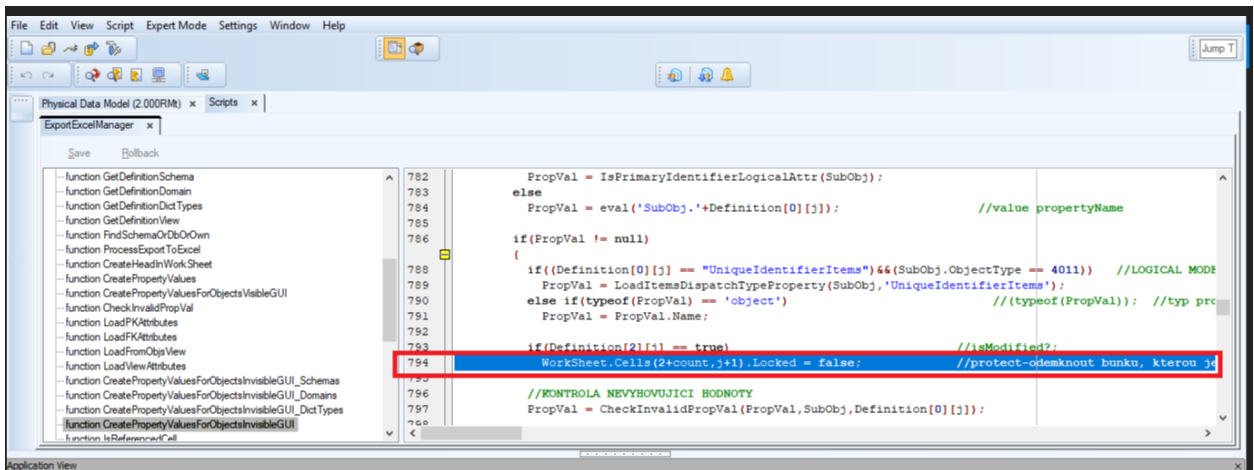 File Edit View Script Expert Mode Settings Window Help
Jump T
Physical Data Model (2.000RMt) x Scripts x
ExportExcelManager x
Save Rollback
function GetDefinitionSchema
function GetDefinitionDomain
function GetDefinitionDictTypes
function GetDefinitionView
function FindSchemaOrDbOrOwn
function ProcessExportToExcel
function CreateHeadInWorkSheet
function CreatePropertyValues
function CreatePropertyValuesForObjectsVisibleGUI
function CheckInvalidPropVal
function LoadPKAttributes
function LoadFKAttributes
function LoadFromObjsView
function LoadViewAttributes
function CreatePropertyValuesForObjectsInvisibleGUI_Schemas
function CreatePropertyValuesForObjectsInvisibleGUI_Domains
function CreatePropertyValuesForObjectsInvisibleGUI_DictTypes
function CreatePropertyValuesForObjectsInvisibleGUI
function IsReferencedCell
782 PropVal = IsPrimaryIdentifierLogicalAttr(SubObj);
783 else
784 PropVal = eval('SubObj.'+Definition[0][j]); //value propertyName
785
786 if(PropVal != null)
{
788 if((Definition[0][j] == "UniqueIdentifierItems")&&(SubObj.ObjectType == 4011)) //LOGICAL MODE
789 PropVal = LoadItemsDispatchTypeProperty(SubObj,'UniqueIdentifierItems');
790 else if(typeof(PropVal) == 'object') //(typeof(PropVal)); //typ pro
791 PropVal = PropVal.Name;
792
793 if(Definition[2][j] == true) //isModified?;
794 WorkSheet.Cells(2+count,j+1).Locked = false; //protect-odemknout bunku, kterou je
795
796 //KONTROLA NEVYHOVUJICI HODNOTY
797 PropVal = CheckInvalidPropVal(PropVal,SubObj,Definition[0][j]);
798
Application View